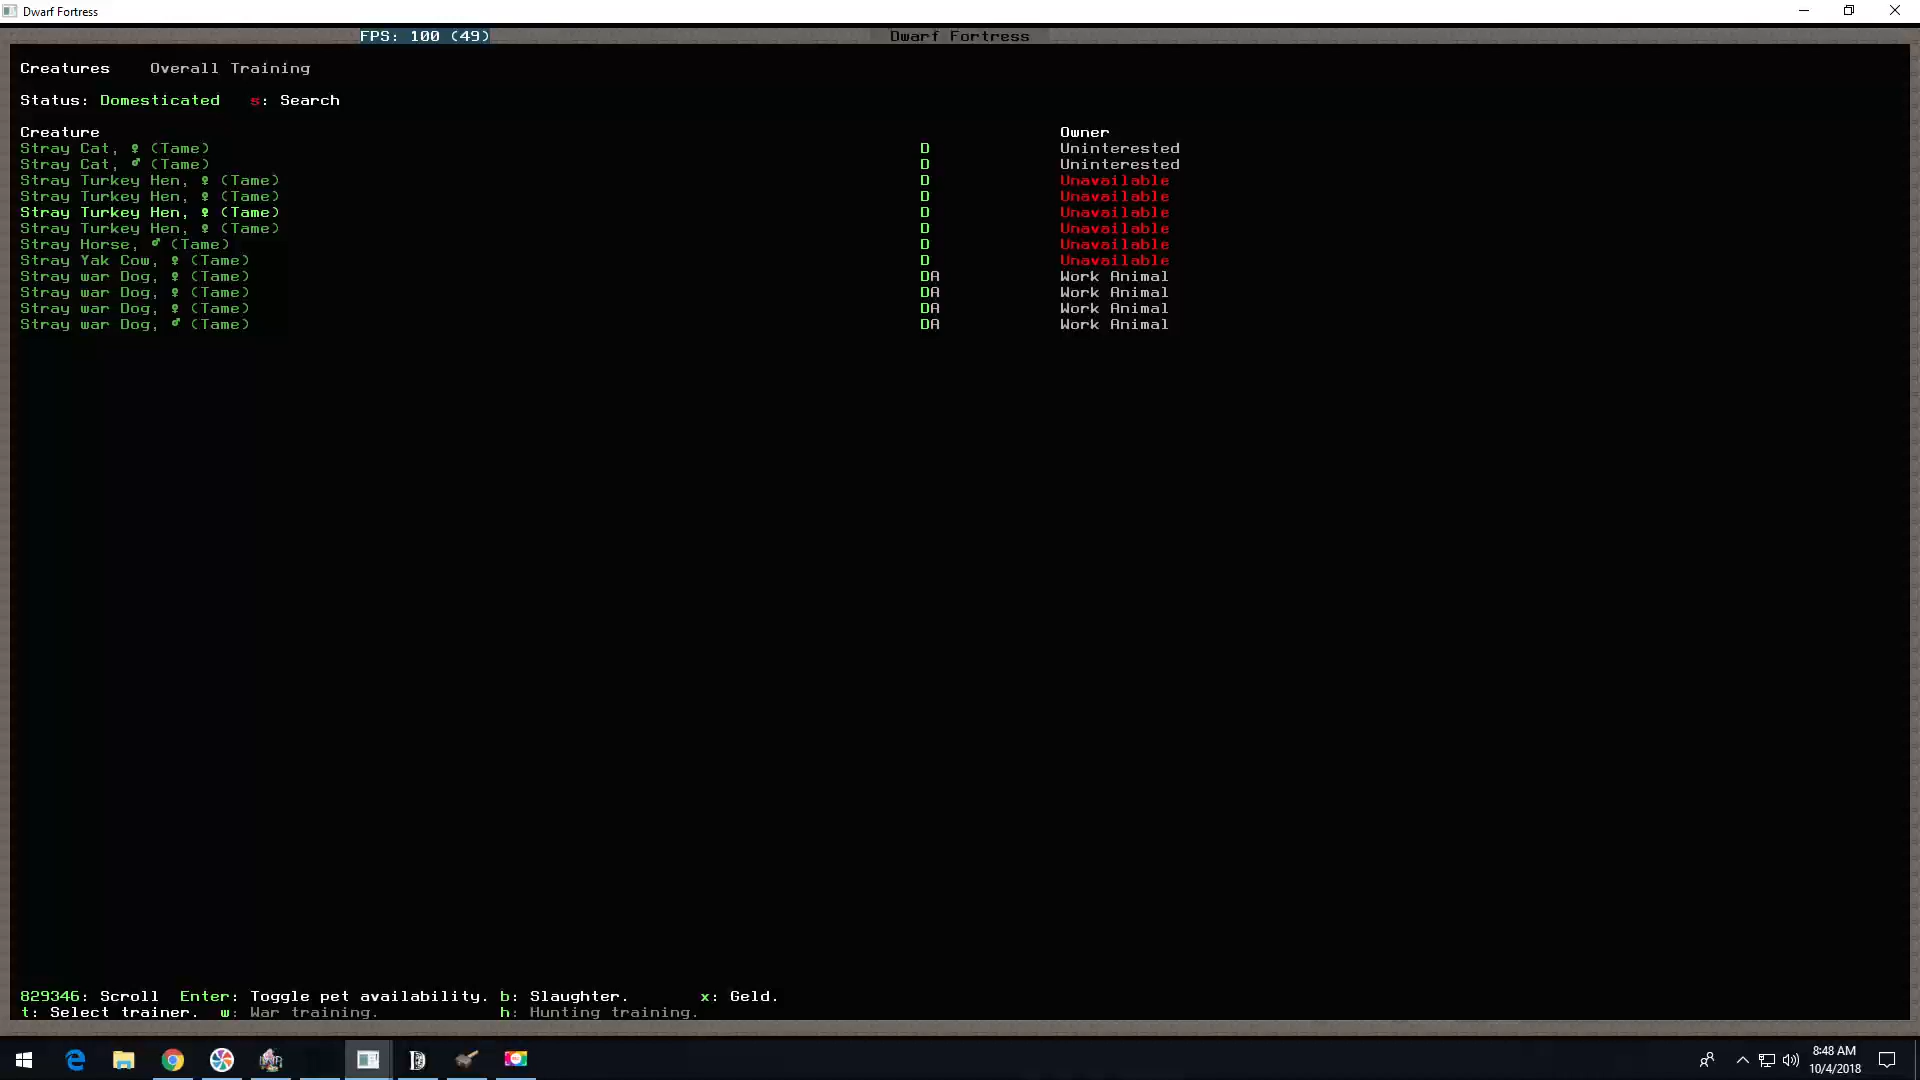 Dwarf Fortress
FPS: 100 (49) Dwarf Fortress
Creatures Overall Training
Status: Domesticated s: Search
Creature Owner
Stray Cat, ♀ (Tame) D Uninterested
Stray Cat, ♂ (Tame) D Uninterested
Stray Turkey Hen, ♀ (Tame) D Unavailable
Stray Turkey Hen, ♀ (Tame) D Unavailable
Stray Turkey Hen, ♀ (Tame) D Unavailable
Stray Turkey Hen, ♀ (Tame) D Unavailable
Stray Horse, ♂ (Tame) D Unavailable
Stray Yak Cow, ♀ (Tame) D Unavailable
Stray war Dog, ♀ (Tame) DA Work Animal
Stray war Dog, ♀ (Tame) DA Work Animal
Stray war Dog, ♀ (Tame) DA Work Animal
Stray war Dog, ♂ (Tame) DA Work Animal
829346: Scroll Enter: Toggle pet availability. b: Slaughter. x: Geld.
t: Select trainer. w: War training. h: Hunting training.
8:48 AM
10/4/2018